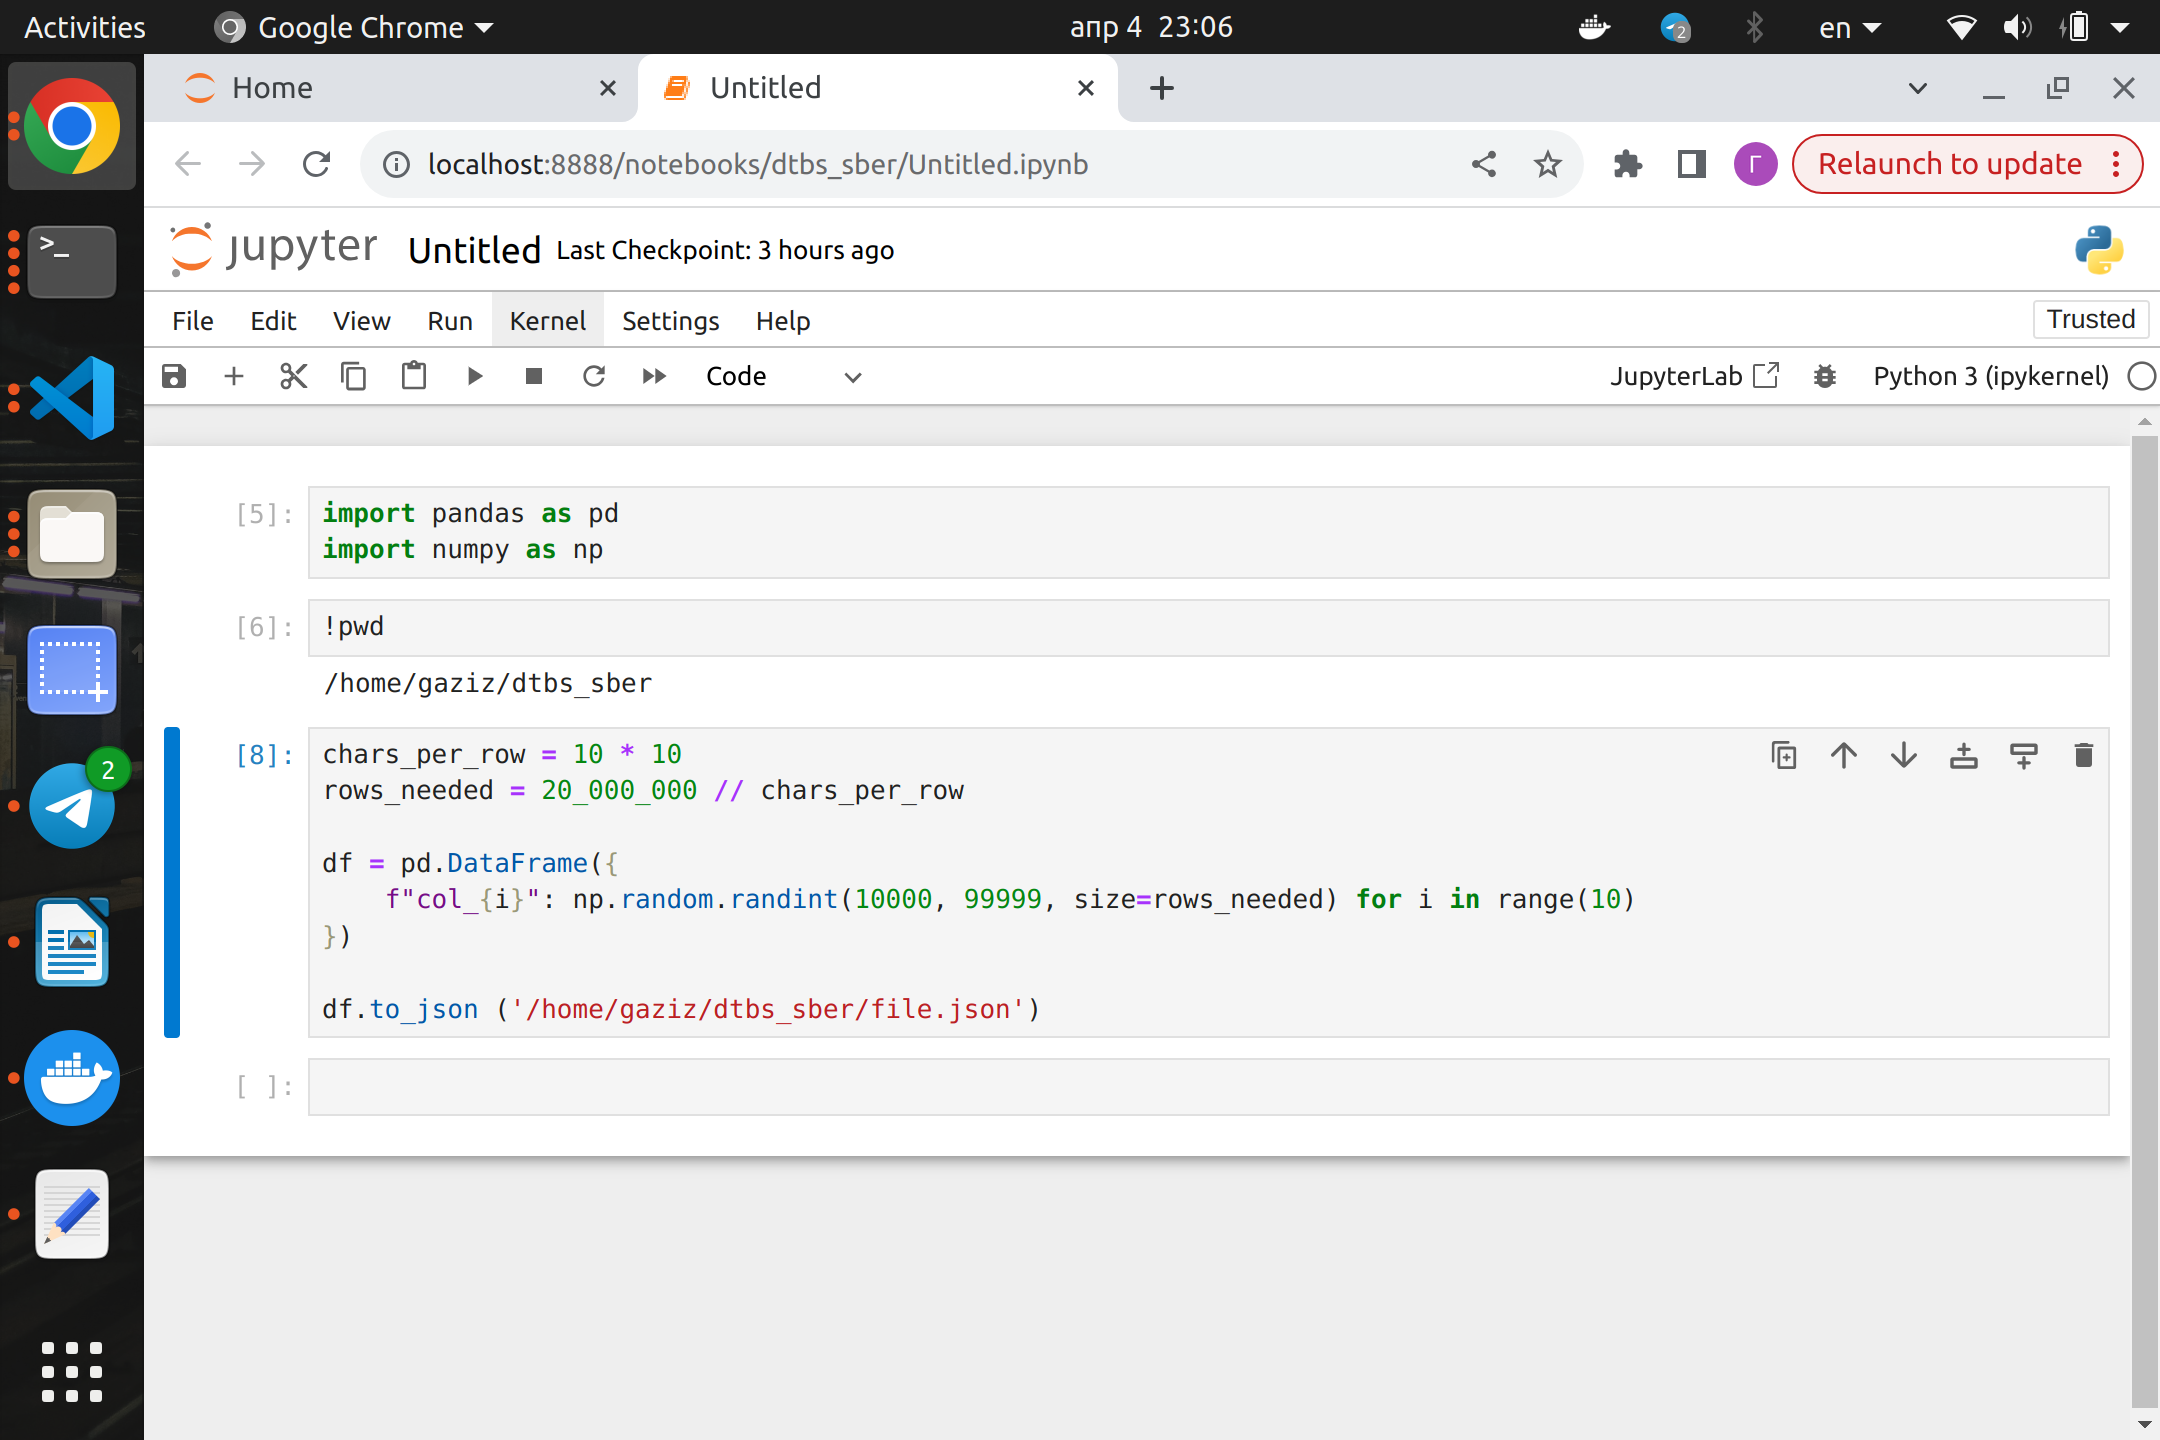 Activities
Google Chrome
апр 4 23:06
2
en
Home
Untitled
localhost:8888/notebooks/dtbs_sber/Untitled.ipynb
Г
Relaunch to update
jupyter
Untitled
Last Checkpoint: 3 hours ago
File Edit View Run Kernel Settings Help
Trusted
Code
JupyterLab
Python 3 (ipykernel)
[5]:
import pandas as pd
import numpy as np
[6]:
!pwd
/home/gaziz/dtbs_sber
[8]:
chars_per_row = 10 * 10
rows_needed = 20_000_000 // chars_per_row
df = pd.DataFrame({
f"col_{i}": np.random.randint(10000, 99999, size=rows_needed) for i in range(10)
})
df.to_json ('/home/gaziz/dtbs_sber/file.json')
[ ]:
>_
2